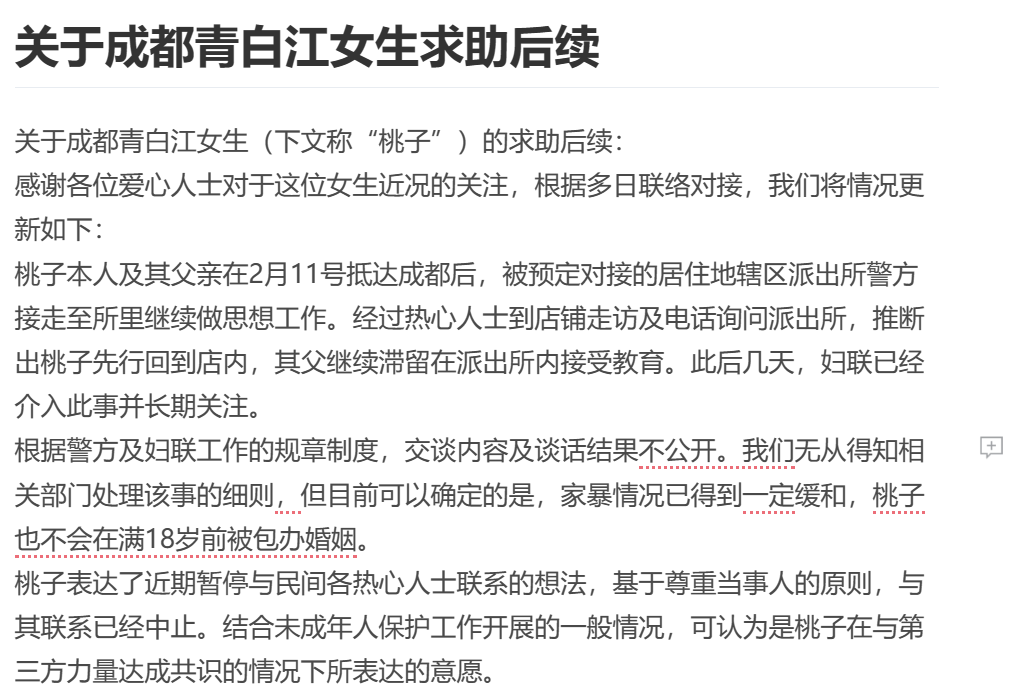 关于成都青白江女生求助后续
关于成都青白江女生（下文称“桃子”）的求助后续：
感谢各位爱心人士对于这位女生近况的关注，根据多日联络对接，我们将情况更
新如下：
桃子本人及其父亲在2月11号抵达成都后，被预定对接的居住地辖区派出所警方
接走至所里继续做思想工作。经过热心人士到店铺走访及电话询问派出所，推断
出桃子先行回到店内，其父继续滞留在派出所内接受教育。此后几天，妇联已经
介入此事并长期关注。
根据警方及妇联工作的规章制度，交谈内容及谈话结果不公开。我们无从得知相
关部门处理该事的细则，但目前可以确定的是，家暴情况已得到一定缓和，桃子
也不会在满18岁前被包办婚姻。
桃子表达了近期暂停与民间各热心人士联系的想法，基于尊重当事人的原则，与
其联系已经中止。结合未成年人保护工作开展的一般情况，可认为是桃子在与第
三方力量达成共识的情况下所表达的意愿。